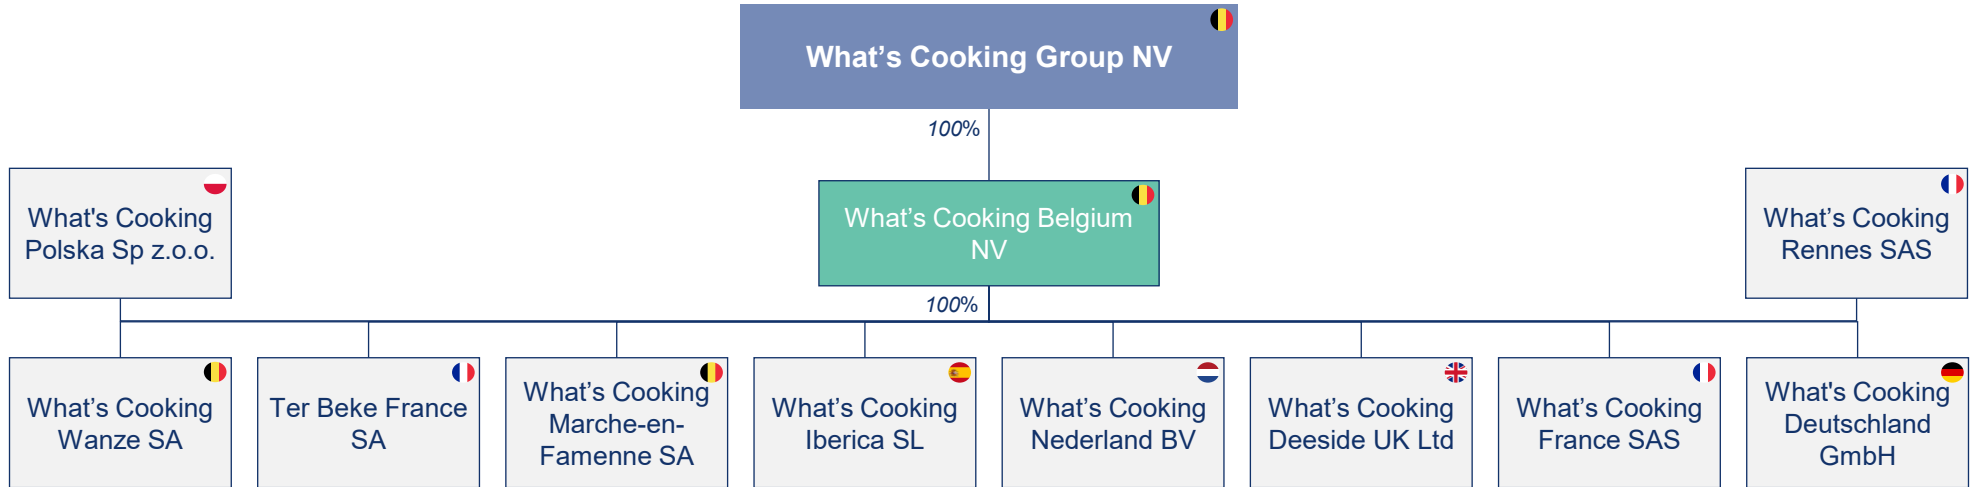 What’s Cooking Group NV
100%
What's Cooking
Polska Sp z.o.o.
What’s Cooking Belgium
NV
What’s Cooking
Rennes SAS
100%
What’s Cooking
Wanze SA
Ter Beke France
SA
What’s Cooking
Marche-en-
Famenne SA
What’s Cooking
Iberica SL
What’s Cooking
Nederland BV
What’s Cooking
Deeside UK Ltd
What’s Cooking
France SAS
What's Cooking
Deutschland
GmbH